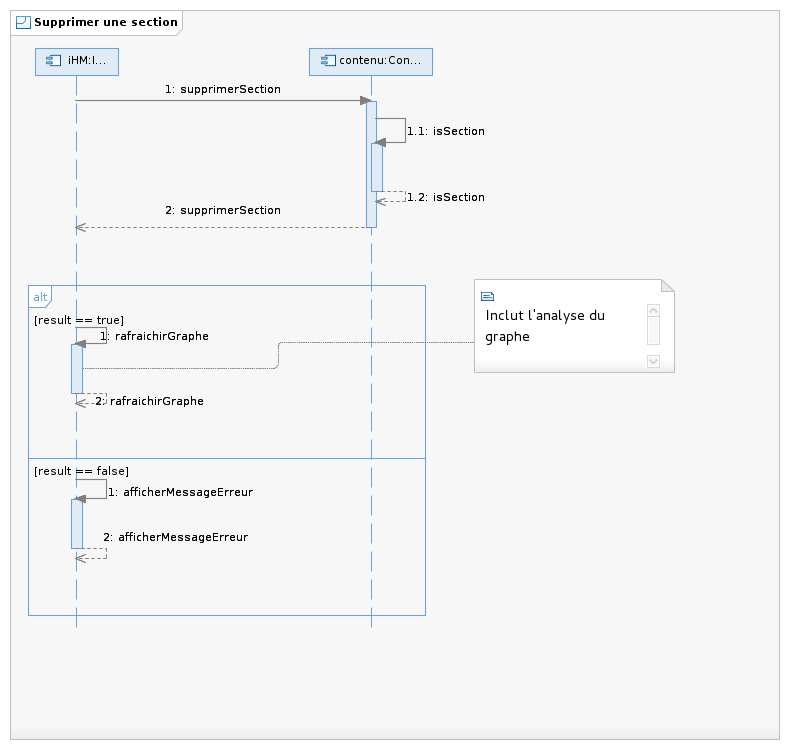 Supprimer une section
iHM:I...
contenu:Con...
1: supprimerSection
1.1: isSection
1.2: isSection
2: supprimerSection
alt
[result == true]
1: rafraichirGraphe
Inclut l'analyse du
graphe
2: rafraichirGraphe
[result == false]
1: afficherMessageErreur
2: afficherMessageErreur